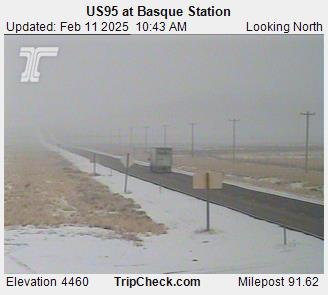 US95 at Basque Station
Updated: Feb 11 2025 10:43 AM Looking North
Elevation 4460 TripCheck.com Milepost 91.62